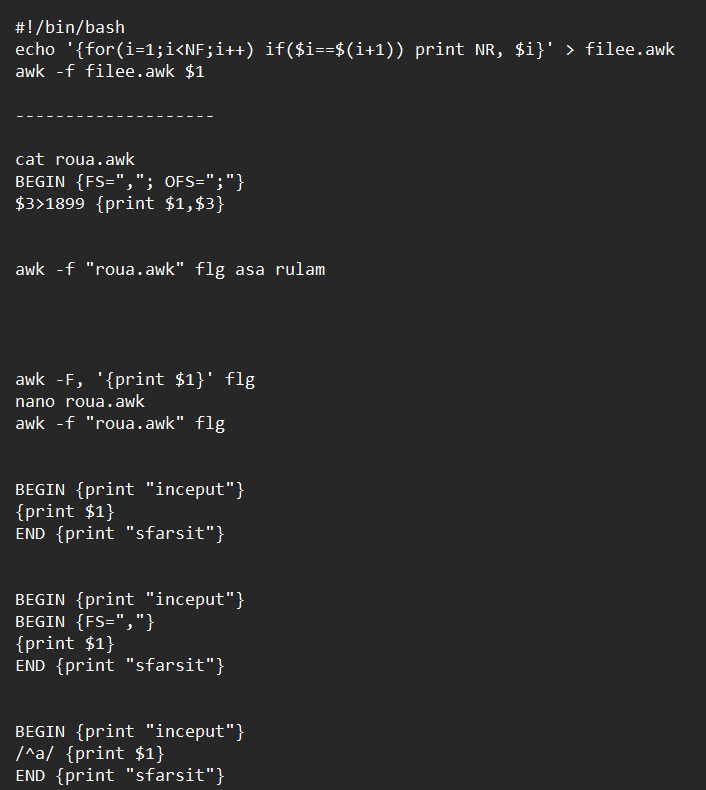 #!/bin/bash
echo '{for(i=1;i<NF;i++) if($i==$(i+1)) print NR, $i}' > filee.awk
awk -f filee.awk $1
--------------------
cat roua.awk
BEGIN {FS=","; OFS=";"}
$3>1899 {print $1,$3}
awk -f "roua.awk" flg asa rulam
awk -F, '{print $1}' flg
nano roua.awk
awk -f "roua.awk" flg
BEGIN {print "inceput"}
{print $1}
END {print "sfarsit"}
BEGIN {print "inceput"}
BEGIN {FS=","}
{print $1}
END {print "sfarsit"}
BEGIN {print "inceput"}
/^a/ {print $1}
END {print "sfarsit"}